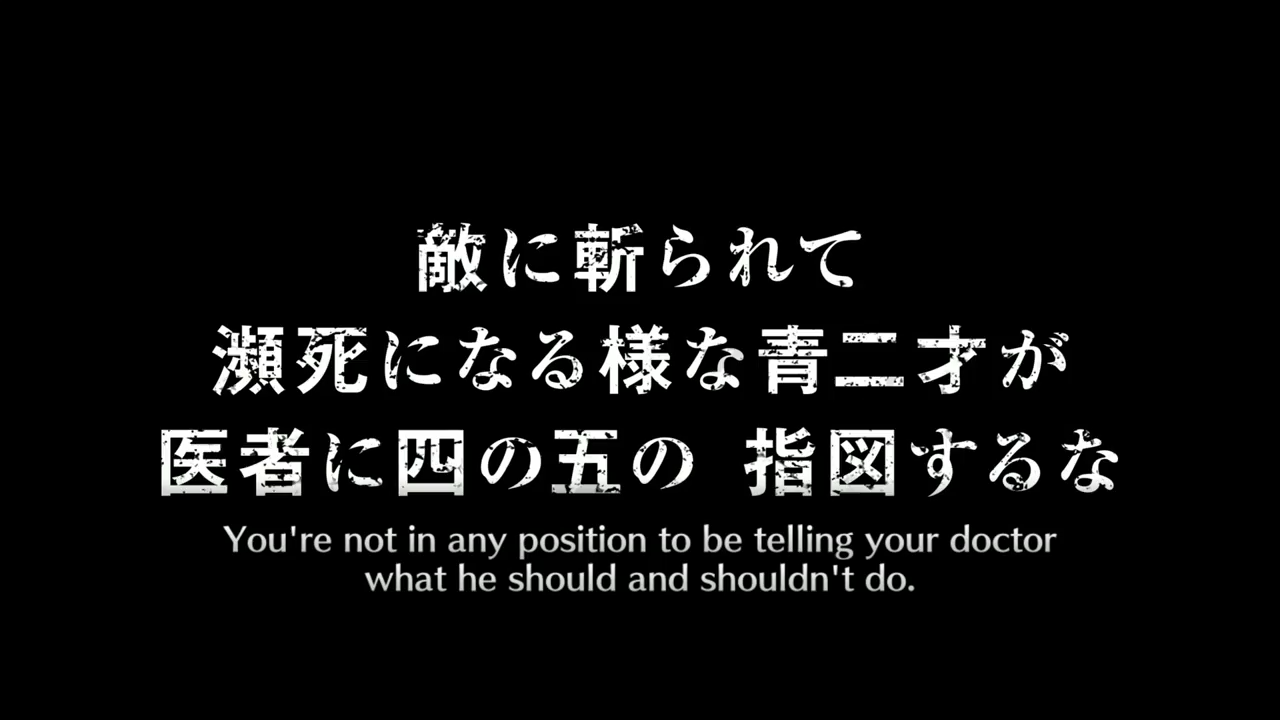 敵に斬られて
瀕死になる様な青二才が
医者に四の五の 指図するな
You're not in any position to be telling your doctor
what he should and shouldn't do.